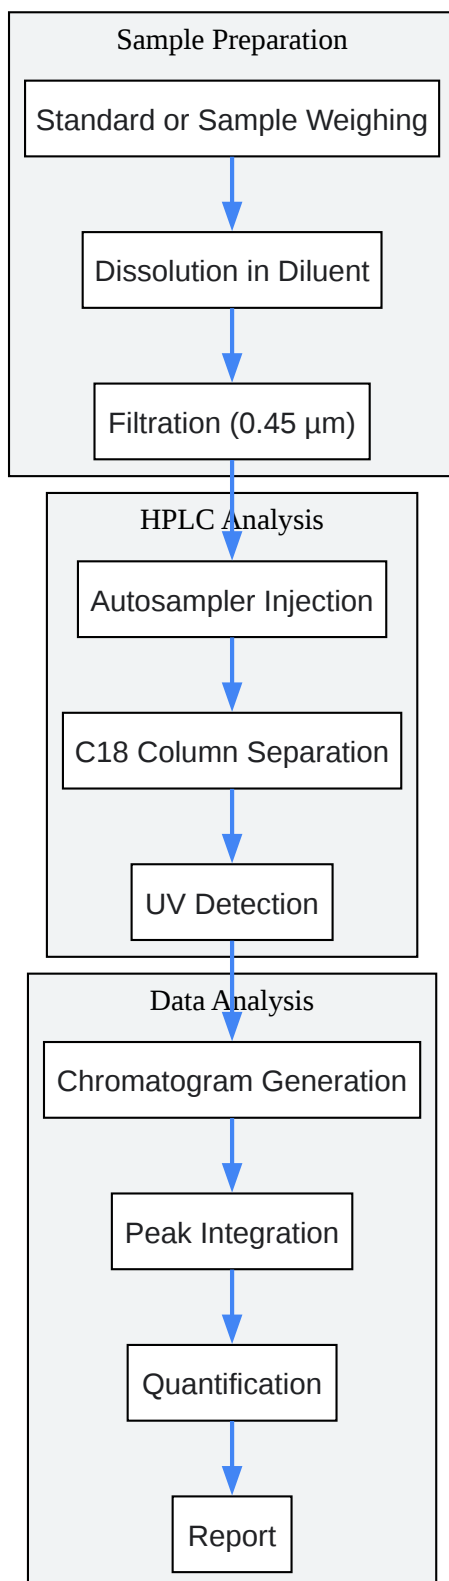 Sample Preparation
Standard or Sample Weighing
Dissolution in Diluent
Filtration (0.45 µm)
HPLC Analysis
Autosampler Injection
C18 Column Separation
UV Detection
Data Analysis
Chromatogram Generation
Peak Integration
Quantification
Report